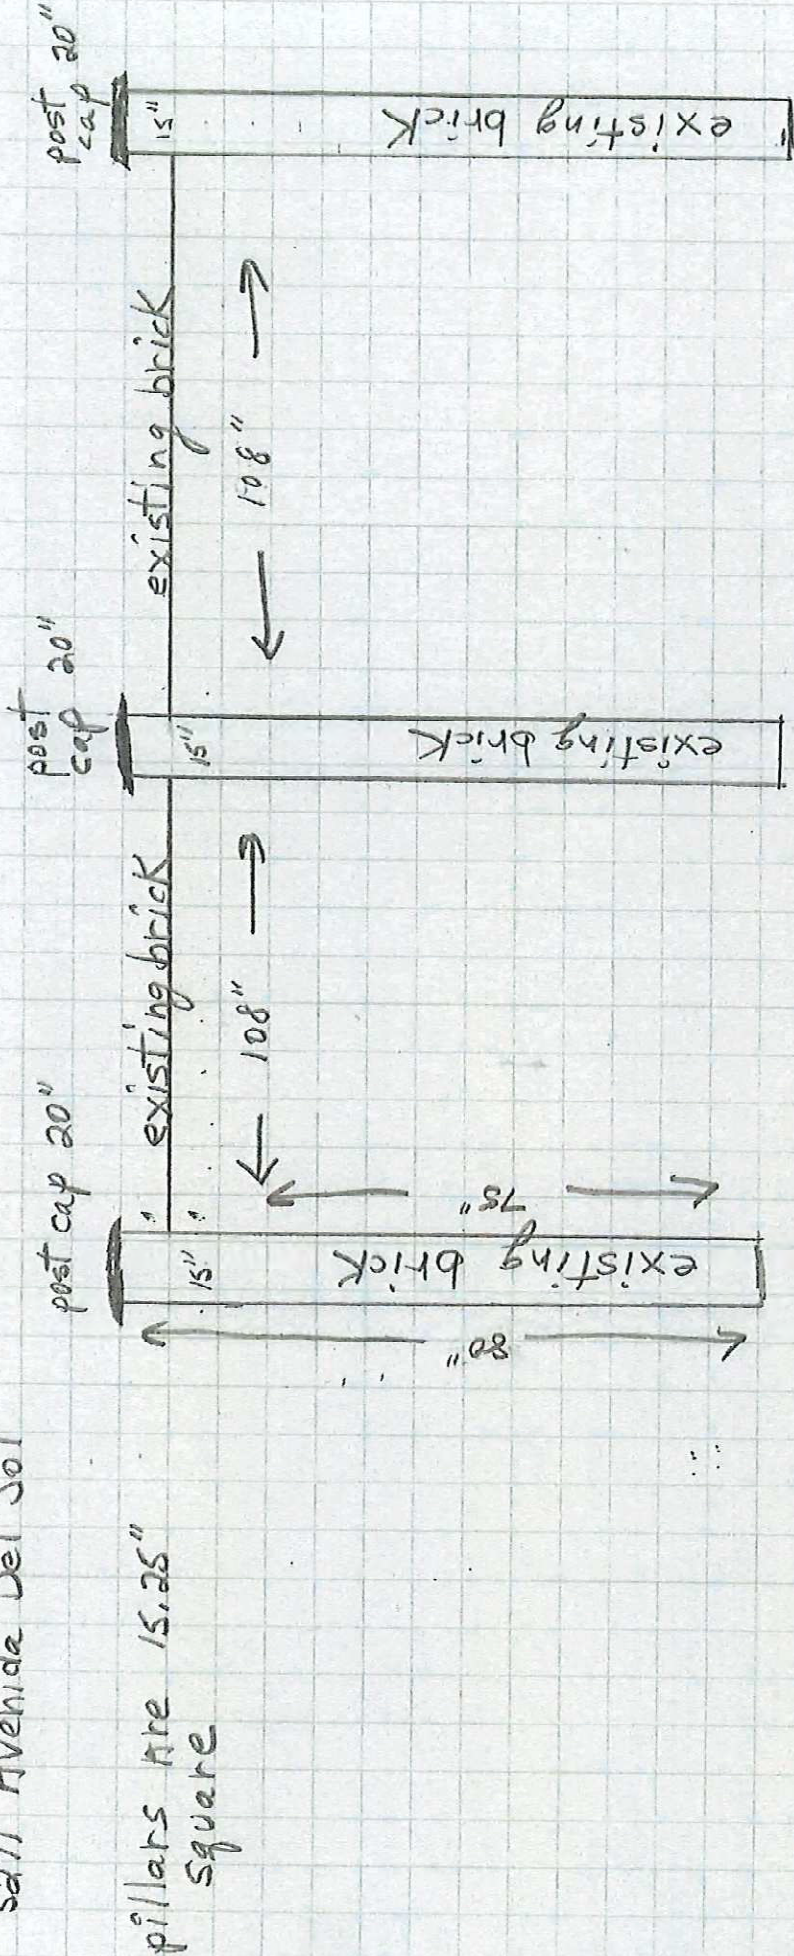 Avenida Del Sol
post cap 20"
post
cap 20"
post
cap 20"
pillars Are 15.25"
square
existing brick
existing brick
15"
15"
15"
108"
108"
80"
75"
existing brick
existing brick
existing brick